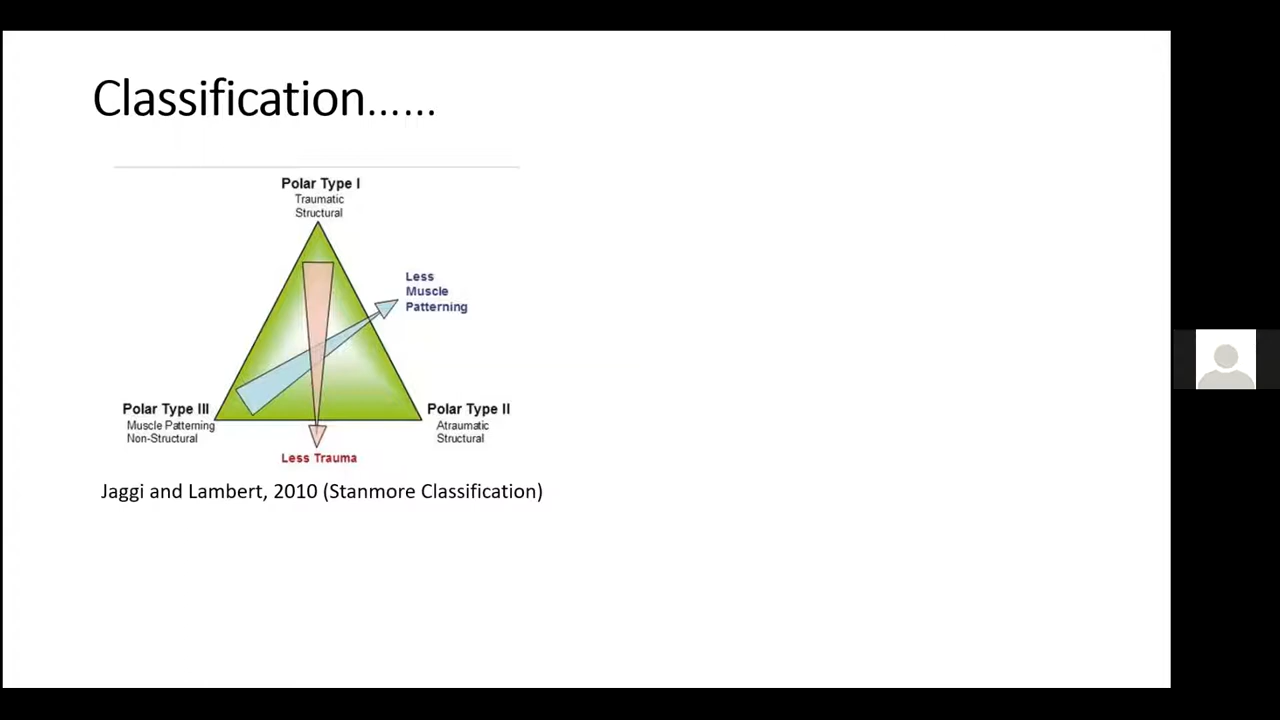 Classification......
Polar Type I
Traumatic
Structural
Less
Muscle
Patterning
Polar Type III
Muscle Patterning
Non-Structural
Polar Type II
Atraumatic
Structural
Less Trauma
Jaggi and Lambert, 2010 (Stanmore Classification)